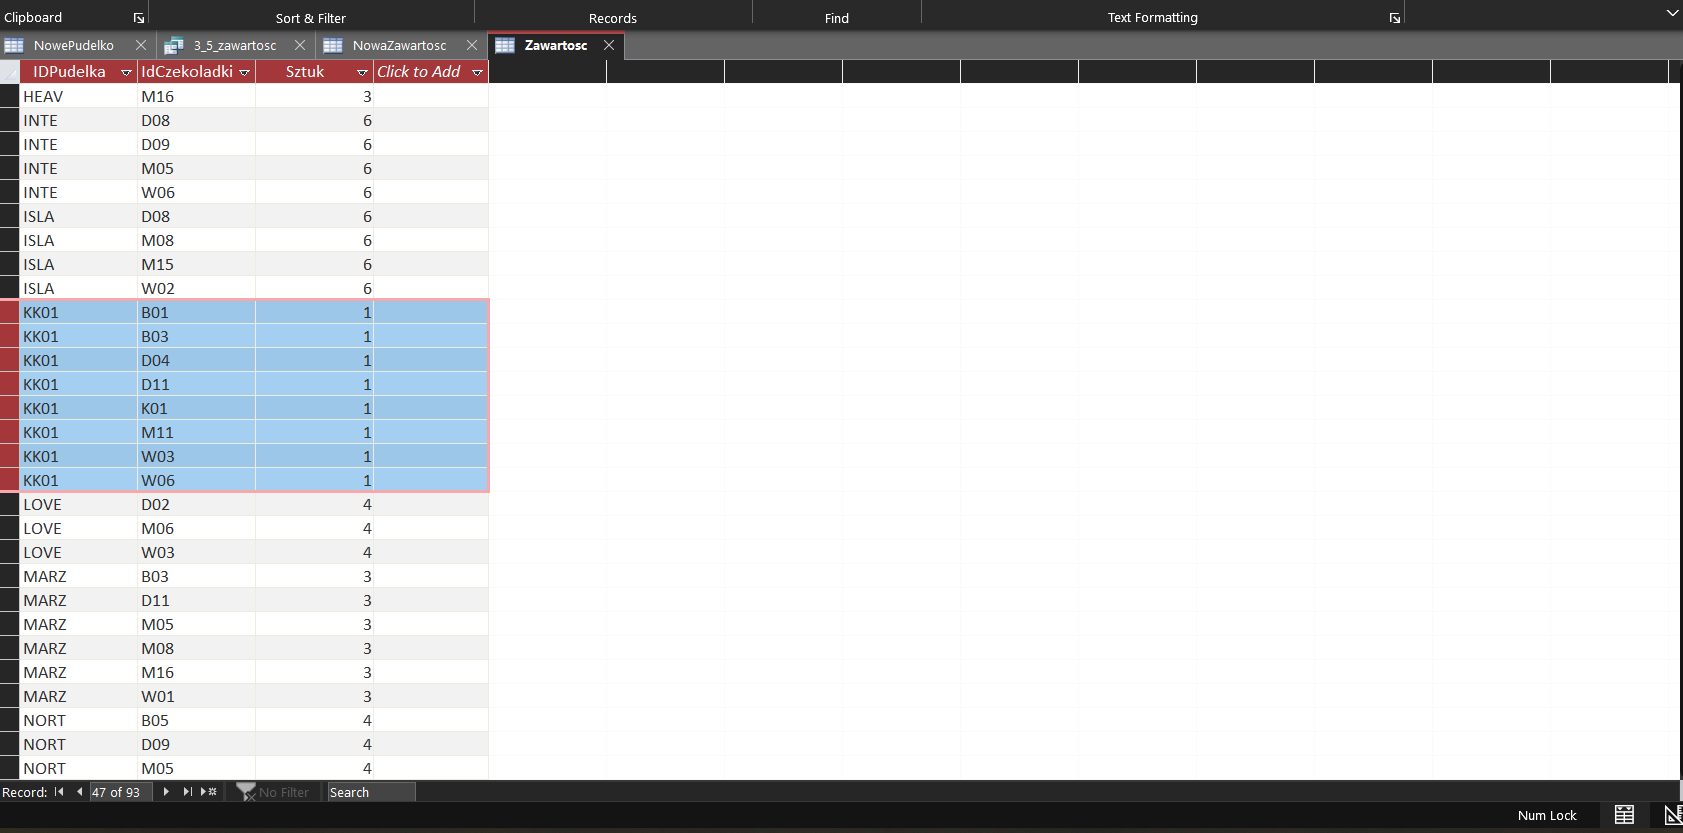 Clipboard Sort & Filter Records Find Text Formatting
NowePudelko 3_5_zawartosc NowaZawartosc Zawartosc
IDPudelka IdCzekoladki Sztuk Click to Add
HEAV M16 3
INTE D08 6
INTE D09 6
INTE M05 6
INTE W06 6
ISLA D08 6
ISLA M08 6
ISLA M15 6
ISLA W02 6
KK01 B01 1
KK01 B03 1
KK01 D04 1
KK01 D11 1
KK01 K01 1
KK01 M11 1
KK01 W03 1
KK01 W06 1
LOVE D02 4
LOVE M06 4
LOVE W03 4
MARZ B03 3
MARZ D11 3
MARZ M05 3
MARZ M08 3
MARZ M16 3
MARZ W01 3
NORT B05 4
NORT D09 4
NORT M05 4
Record: 47 of 93 No Filter Search
Num Lock